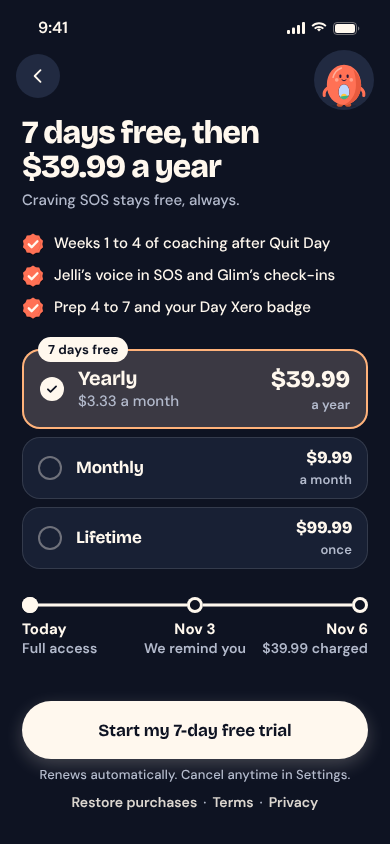 9:41
7 days free, then
$39.99 a year
Craving SOS stays free, always.
Weeks 1 to 4 of coaching after Quit Day
Jelli’s voice in SOS and Glim’s check-ins
Prep 4 to 7 and your Day Xero badge
7 days free
Yearly
$39.99
$3.33 a month
a year
Monthly
$9.99
a month
Lifetime
$99.99
once
Today
Nov 3
Nov 6
Full access
We remind you
$39.99 charged
Start my 7-day free trial
Renews automatically. Cancel anytime in Settings.
Restore purchases · Terms · Privacy